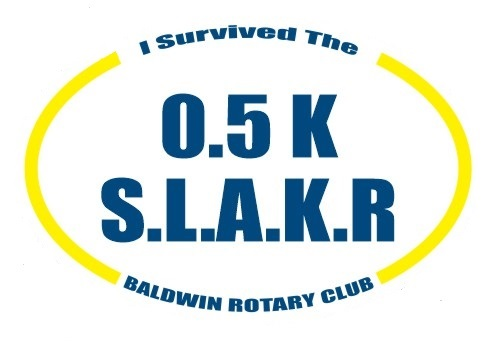 I Survived The
0.5 K
S.L.A.K.R
BALDWIN ROTARY CLUB